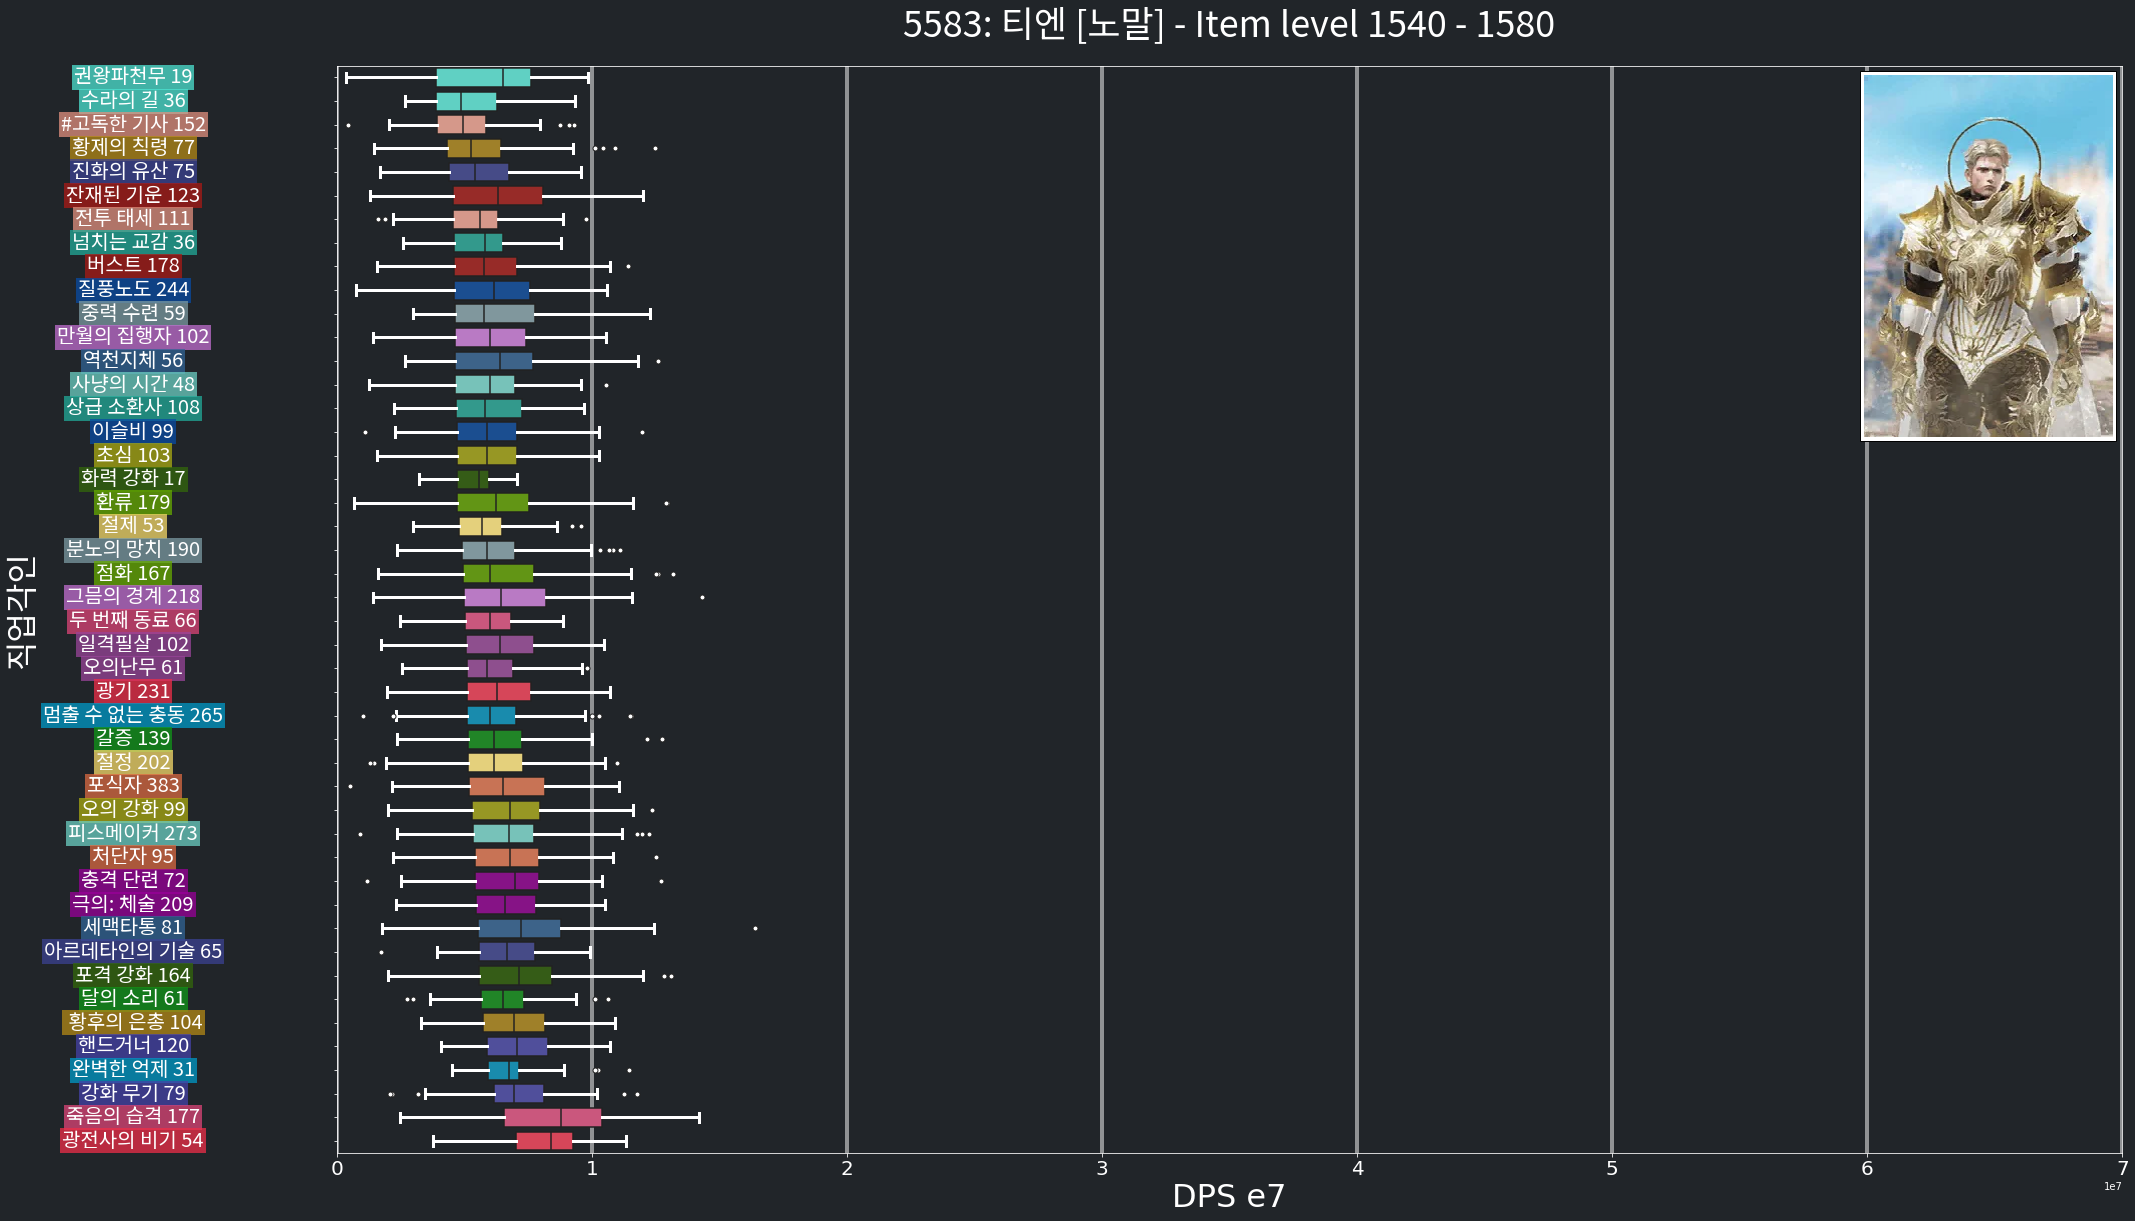 5583: 티엔 [노말] - Item level 1540 - 1580
권왕파천무 19
수라의 길 36
#고독한 기사 152
황제의 칙령 77
진화의 유산 75
잔재된 기운 123
전투 태세 111
넘치는 교감 36
버스트 178
질풍노도 244
중력 수련 59
만월의 집행자 102
역천지체 56
사냥의 시간 48
상급 소환사 108
이슬비 99
초심 103
화력 강화 17
환류 179
절제 53
분노의 망치 190
점화 167
그믐의 경계 218
두 번째 동료 66
일격필살 102
오의난무 61
광기 231
멈출 수 없는 충동 265
갈증 139
절정 202
포식자 383
오의 강화 99
피스메이커 273
처단자 95
충격 단련 72
극의: 체술 209
세맥타통 81
아르데타인의 기술 65
포격 강화 164
달의 소리 61
황후의 은총 104
핸드거너 120
완벽한 억제 31
강화 무기 79
죽음의 습격 177
광전사의 비기 54
직업각인
0 1 2 3 4 5 6 7
1e7
DPS e7